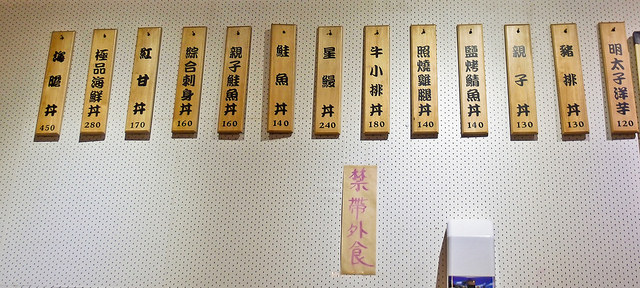 海膽丼
450
極品海鮮丼
280
紅甘丼
170
綜合刺身丼
160
親子鮭魚丼
160
鮭魚丼
140
星鰻丼
240
牛小排丼
180
照燒雞腿丼
140
鹽烤鯖魚丼
140
親子丼
130
豬排丼
130
明太子洋芋
120
禁帶外食